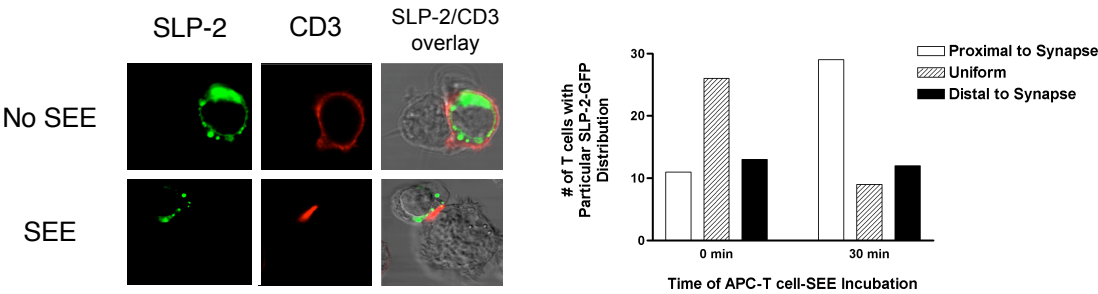 SLP-2
CD3
SLP-2/CD3
overlay
No SEE
SEE
# of T cells with
Particular SLP-2-GFP
Distribution
30
20
10
0
0 min
30 min
Time of APC-T cell-SEE Incubation
Proximal to Synapse
Uniform
Distal to Synapse